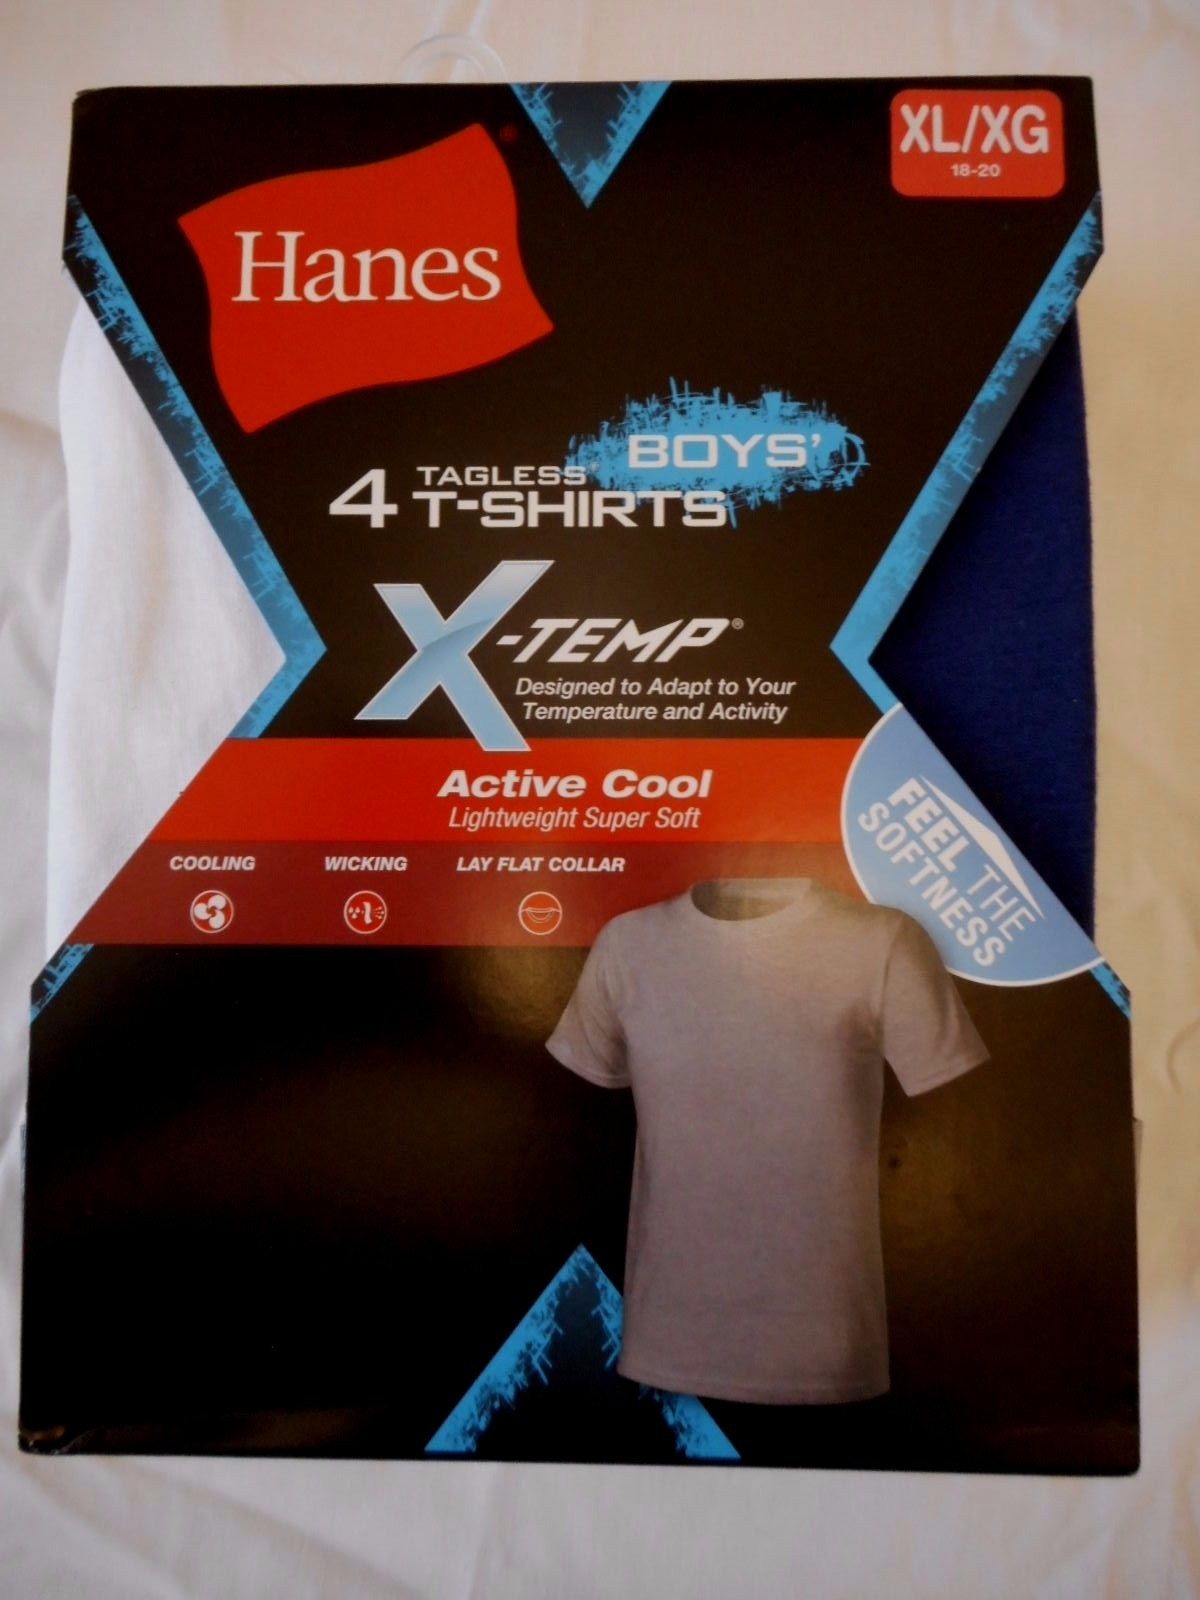 XL/XG
18-20
Hanes®
BOYS'
4 TAGLESS®
T-SHIRTS
X-TEMP®
Designed to Adapt to Your
Temperature and Activity
Active Cool
Lightweight Super Soft
COOLING
WICKING
LAY FLAT COLLAR
FEEL THE
SOFTNESS